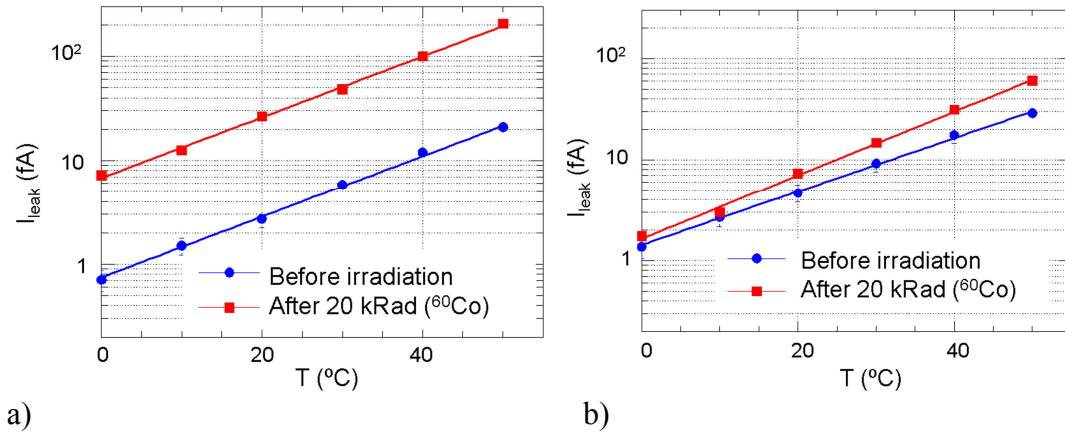 10²
10
1
I_leak (fA)
Before irradiation
After 20 kRad (⁶⁰Co)
0
20
40
T (ºC)
a)
10²
10
1
I_leak (fA)
Before irradiation
After 20 kRad (⁶⁰Co)
0
20
40
T (ºC)
b)